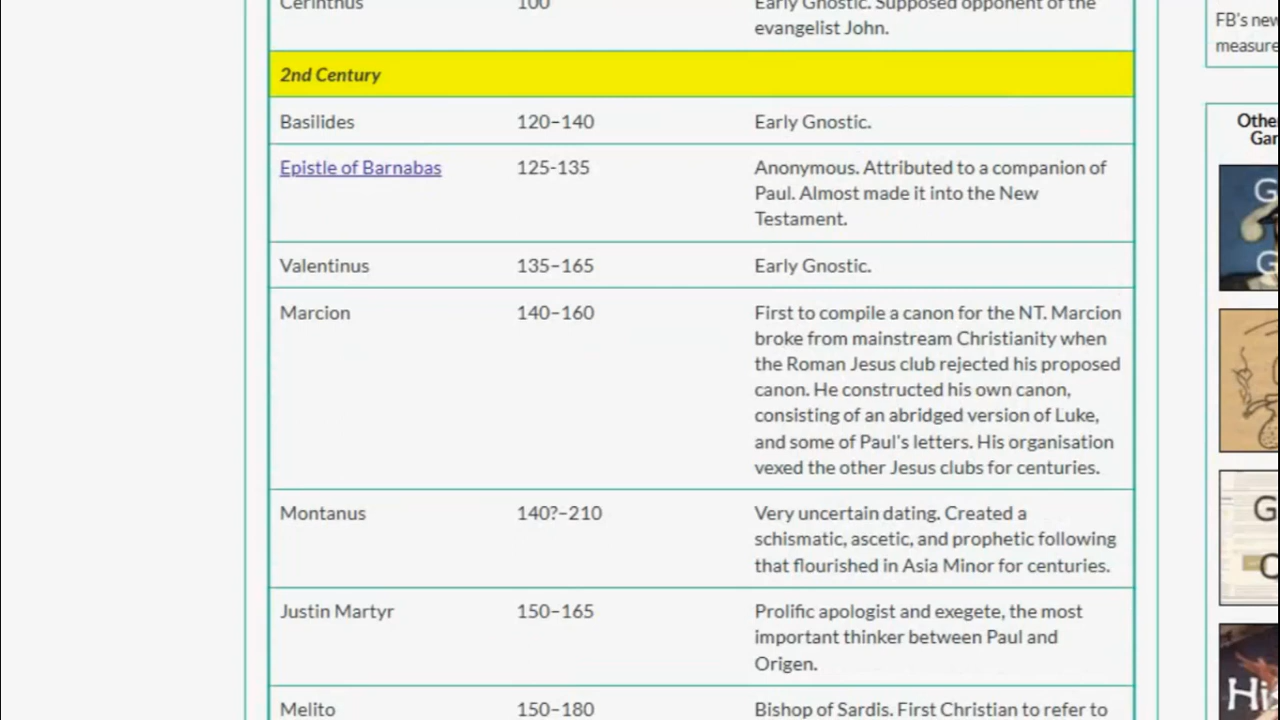 Cerinthus 100 Early Gnostic. Supposed opponent of the
evangelist John.
2nd Century
Basilides 120–140 Early Gnostic.
Epistle of Barnabas 125-135 Anonymous. Attributed to a companion of
Paul. Almost made it into the New
Testament.
Valentinus 135–165 Early Gnostic.
Marcion 140–160 First to compile a canon for the NT. Marcion
broke from mainstream Christianity when
the Roman Jesus club rejected his proposed
canon. He constructed his own canon,
consisting of an abridged version of Luke,
and some of Paul's letters. His organisation
vexed the other Jesus clubs for centuries.
Montanus 140?–210 Very uncertain dating. Created a
schismatic, ascetic, and prophetic following
that flourished in Asia Minor for centuries.
Justin Martyr 150–165 Prolific apologist and exegete, the most
important thinker between Paul and
Origen.
Melito 150–180 Bishop of Sardis. First Christian to refer to
FB's new
measure
Othe
Gar
G
G
G
C
His